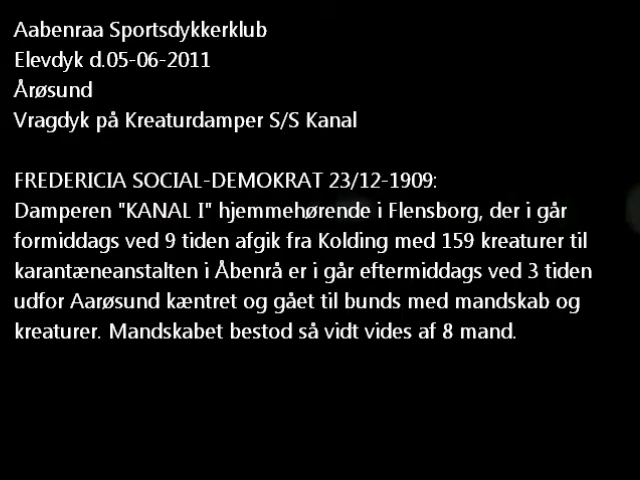 Aabenraa Sportsdykkerklub
Elevdyk d.05-06-2011
Årøsund
Vragdyk på Kreaturdamper S/S Kanal
FREDERICIA SOCIAL-DEMOKRAT 23/12-1909:
Damperen "KANAL I" hjemmehørende i Flensborg, der i går
formiddags ved 9 tiden afgik fra Kolding med 159 kreaturer til
karantæneanstalten i Åbenrå er i går eftermiddags ved 3 tiden
udfor Aarøsund kæntret og gået til bunds med mandskab og
kreaturer. Mandskabet bestod så vidt vides af 8 mand.